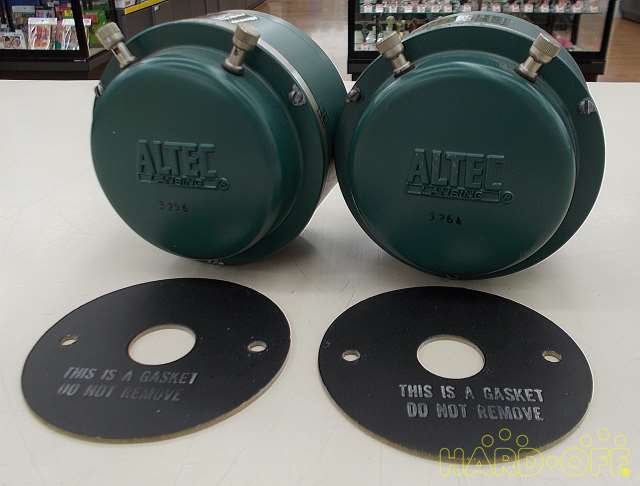 ALTEC
LANSING
ALTEC
LANSING
THIS IS A GASKET
DO NOT REMOVE
THIS IS A GASKET
DO NOT REMOVE
HARD·OFF